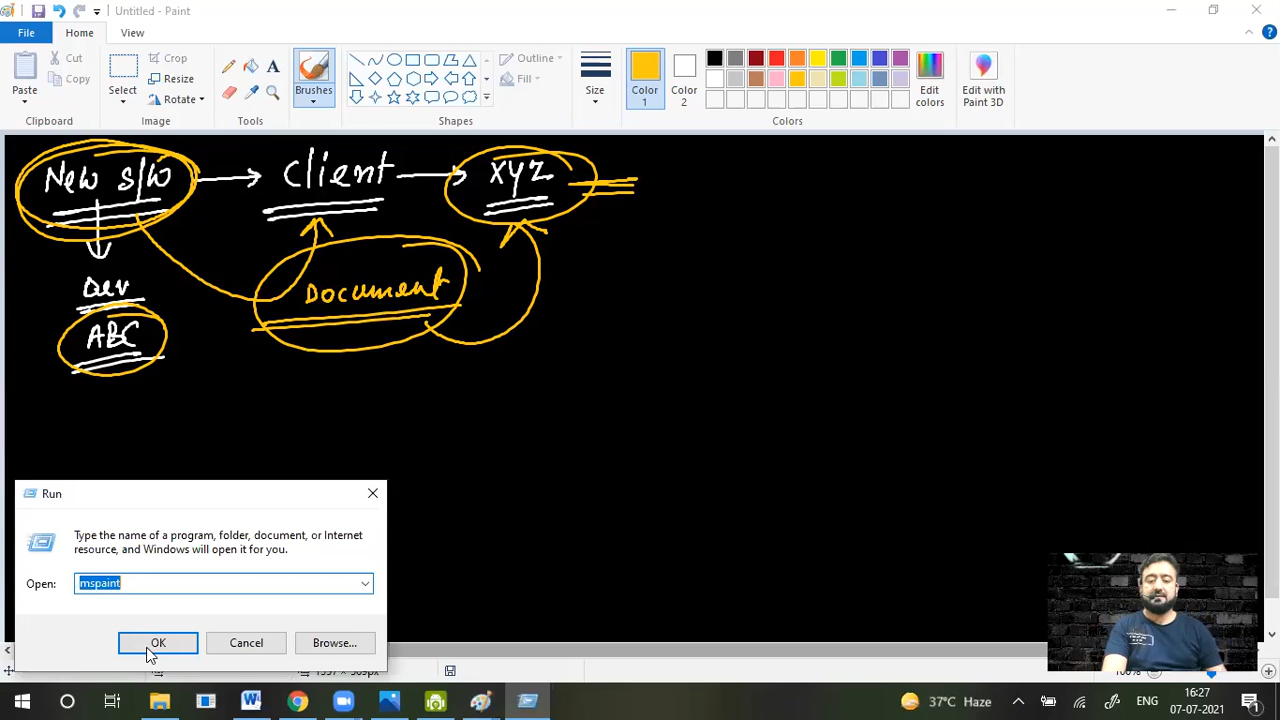 Untitled - Paint
File
Home
View
Paste
Cut
Copy
Clipboard
Select
Crop
Resize
Rotate
Image
A
Tools
Brushes
Outline
Fill
Shapes
Size
Color 1
Color 2
Edit colors
Edit with Paint 3D
Colors
New s/w
Client
XYZ
Document
Dev
ABC
Run
Type the name of a program, folder, document, or Internet
resource, and Windows will open it for you.
Open:
mspaint
OK
Cancel
Browse...
100%
37°C Haze
ENG
16:27
07-07-2021